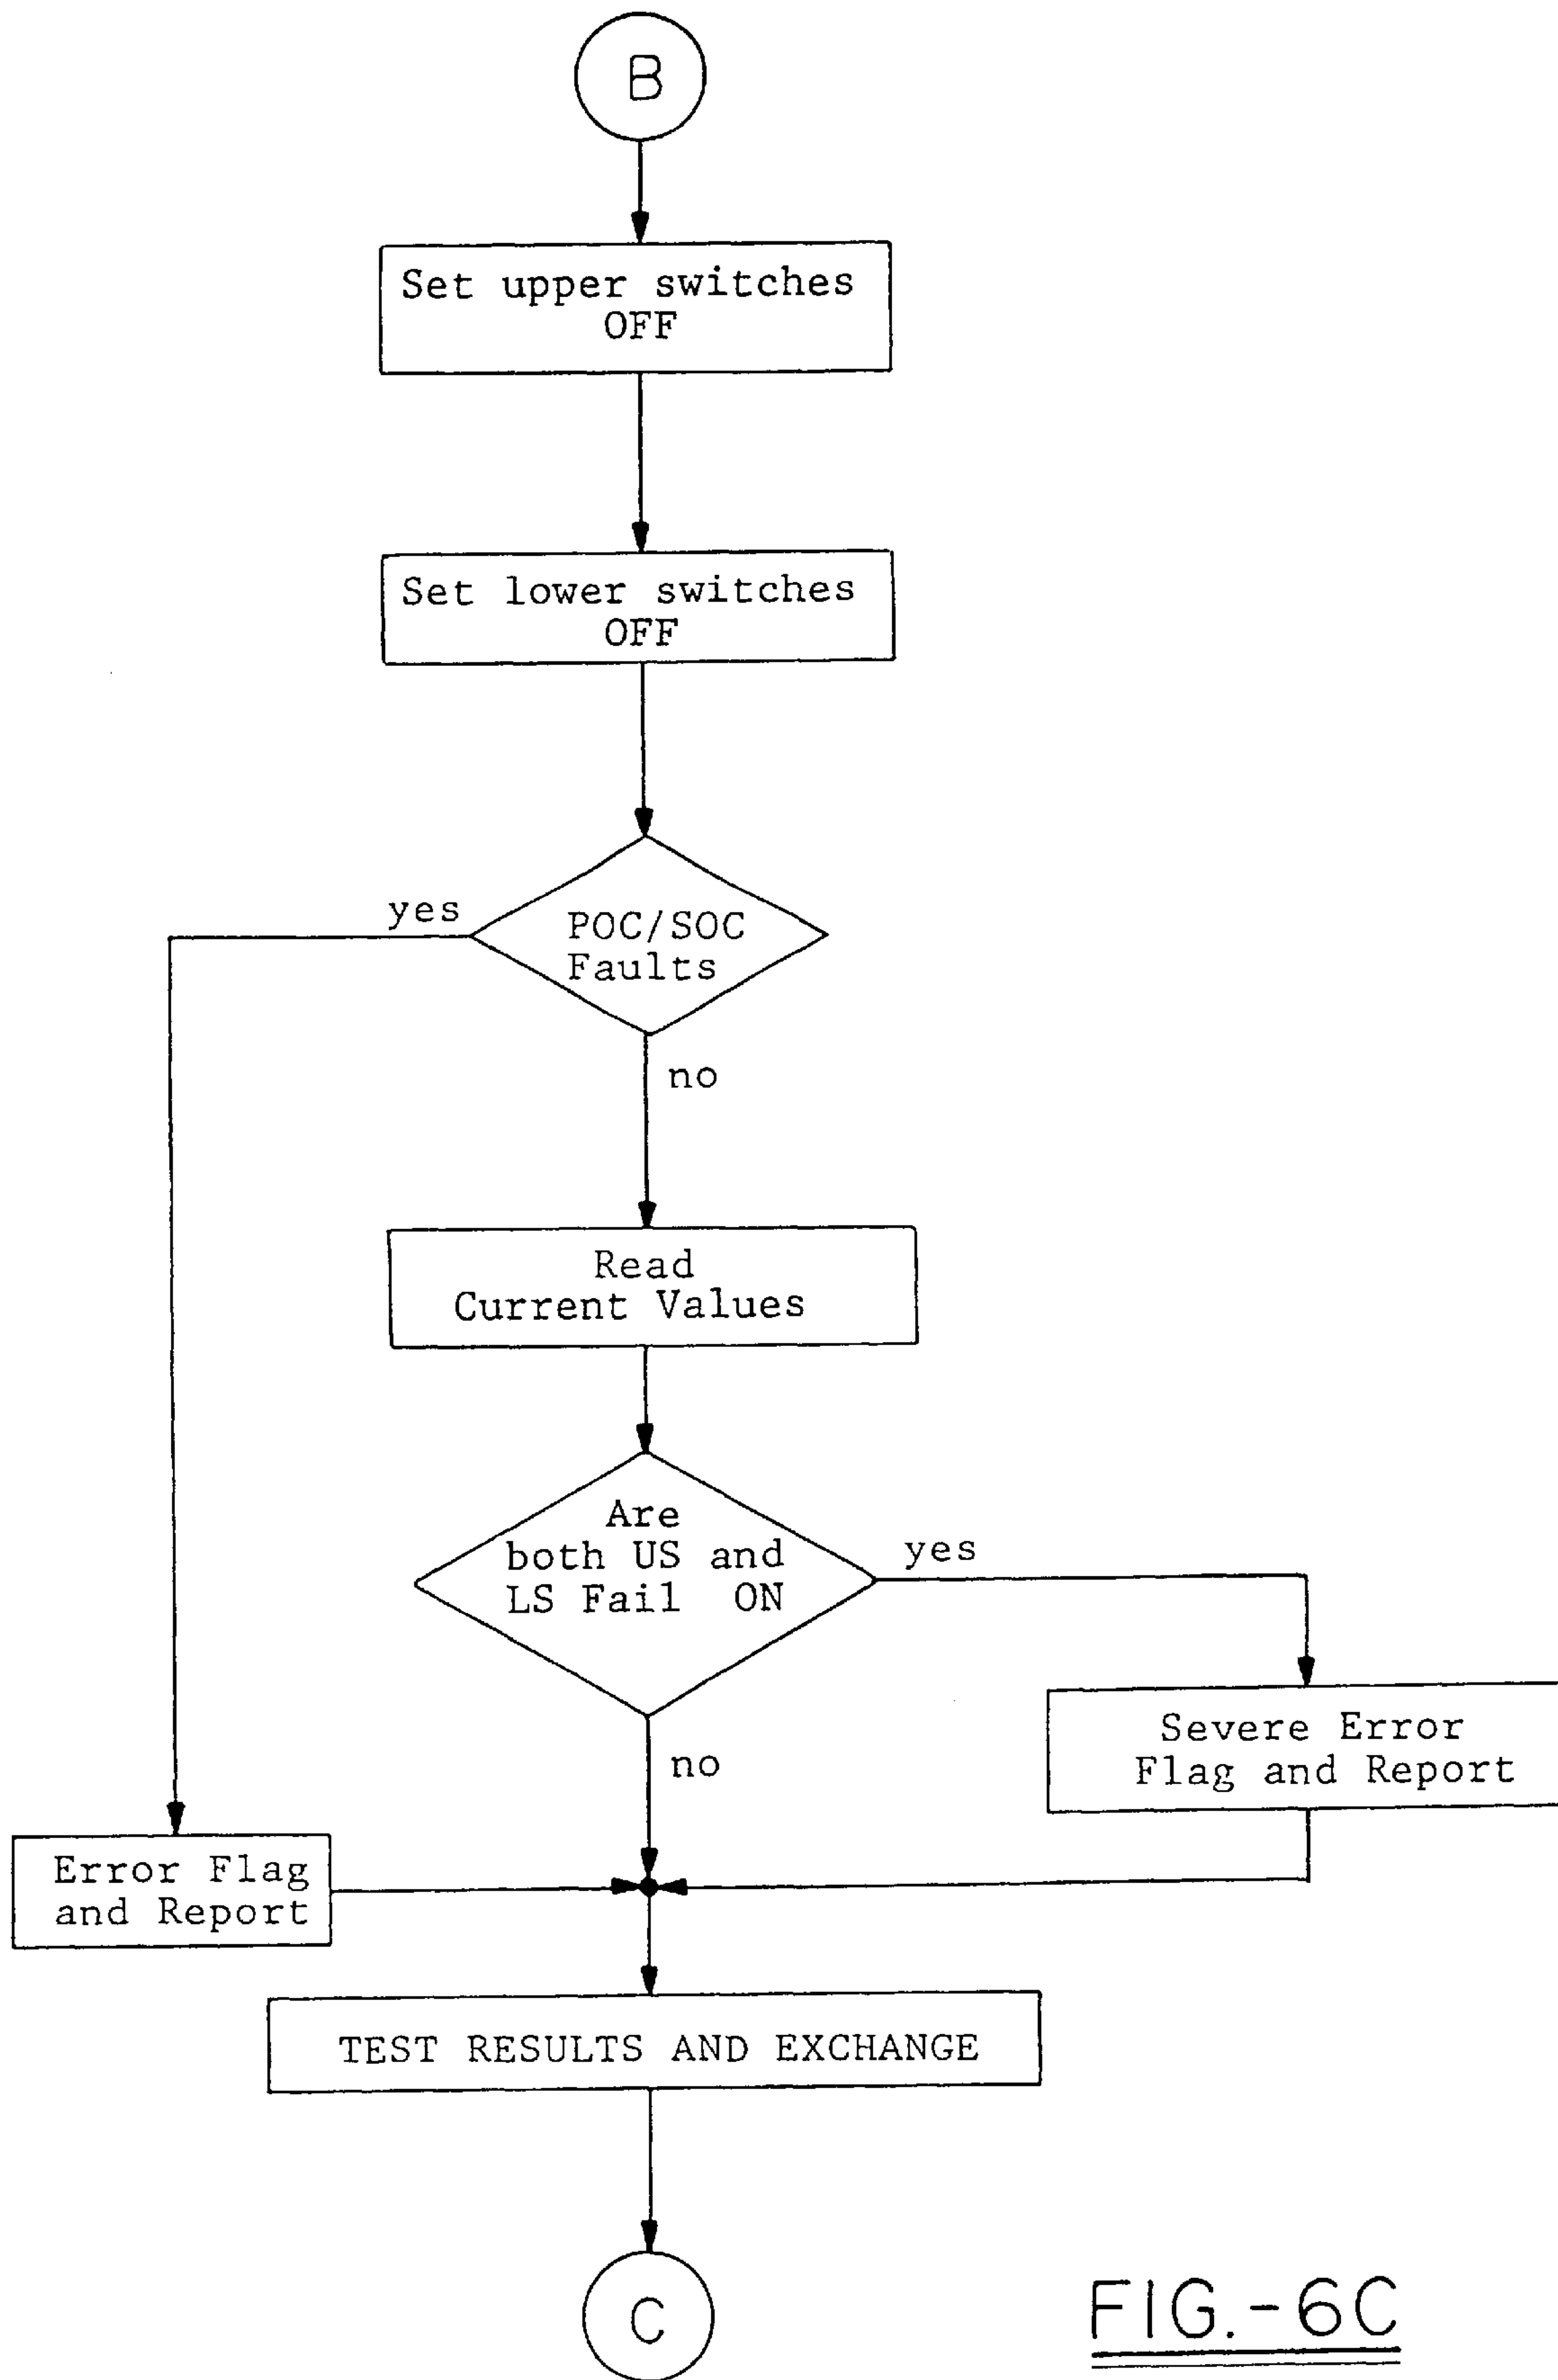 B
Set upper switches
OFF
Set lower switches
OFF
yes
POC/SOC
Faults
no
Read
Current Values
Are
both US and
LS Fail ON
yes
Severe Error
Flag and Report
no
Error Flag
and Report
TEST RESULTS AND EXCHANGE
C
FIG.-6C